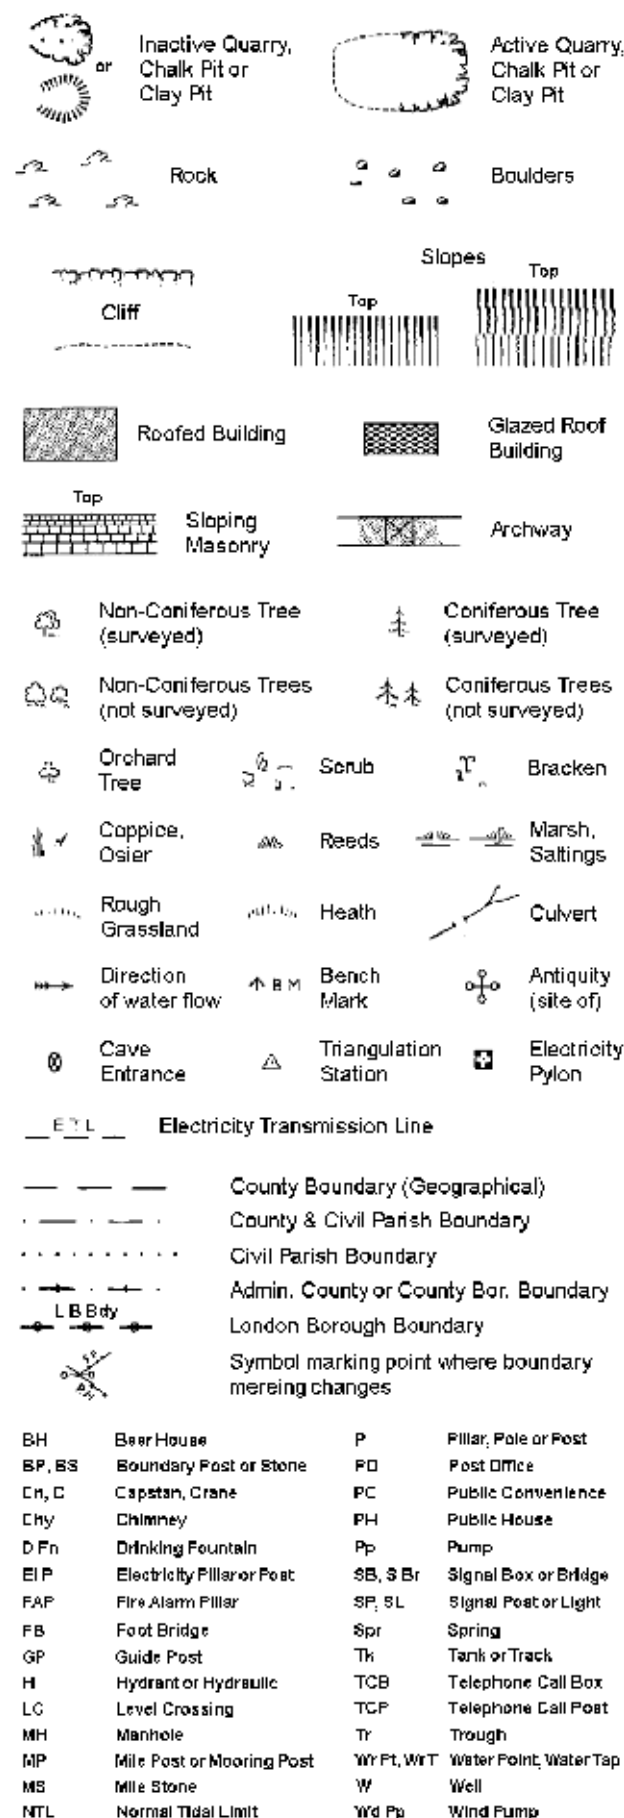 or
Inactive Quarry,
Chalk Pit or
Clay Pit
Active Quarry,
Chalk Pit or
Clay Pit
Rock
Boulders
Slopes
Top
Top
Cliff
Roofed Building
Glazed Roof
Building
Top
Sloping
Masonry
Archway
Non-Coniferous Tree
(surveyed)
Coniferous Tree
(surveyed)
Non-Coniferous Trees
(not surveyed)
Coniferous Trees
(not surveyed)
Orchard
Tree
Scrub
Bracken
Coppice,
Osier
Reeds
Marsh,
Saltings
Rough
Grassland
Heath
Culvert
Direction
of water flow
B M
Bench
Mark
Antiquity
(site of)
Cave
Entrance
Triangulation
Station
Electricity
Pylon
E T L
Electricity Transmission Line
County Boundary (Geographical)
County & Civil Parish Boundary
Civil Parish Boundary
Admin. County or County Bor. Boundary
L B Bdy
London Borough Boundary
Symbol marking point where boundary
mereing changes
BH Beer House P Pillar, Pole or Post
BP, BS Boundary Post or Stone PO Post Office
Cn, C Capstan, Crane PC Public Convenience
Chy Chimney PH Public House
D Fn Drinking Fountain Pp Pump
El P Electricity Pillar or Post SB, S Br Signal Box or Bridge
FAP Fire Alarm Pillar SP, SL Signal Post or Light
FB Foot Bridge Spr Spring
GP Guide Post Tk Tank or Track
H Hydrant or Hydraulic TCB Telephone Call Box
LC Level Crossing TCP Telephone Call Post
MH Manhole Tr Trough
MP Mile Post or Mooring Post Wr Pt, Wr T Water Point, Water Tap
MS Mile Stone W Well
NTL Normal Tidal Limit Wd Pp Wind Pump